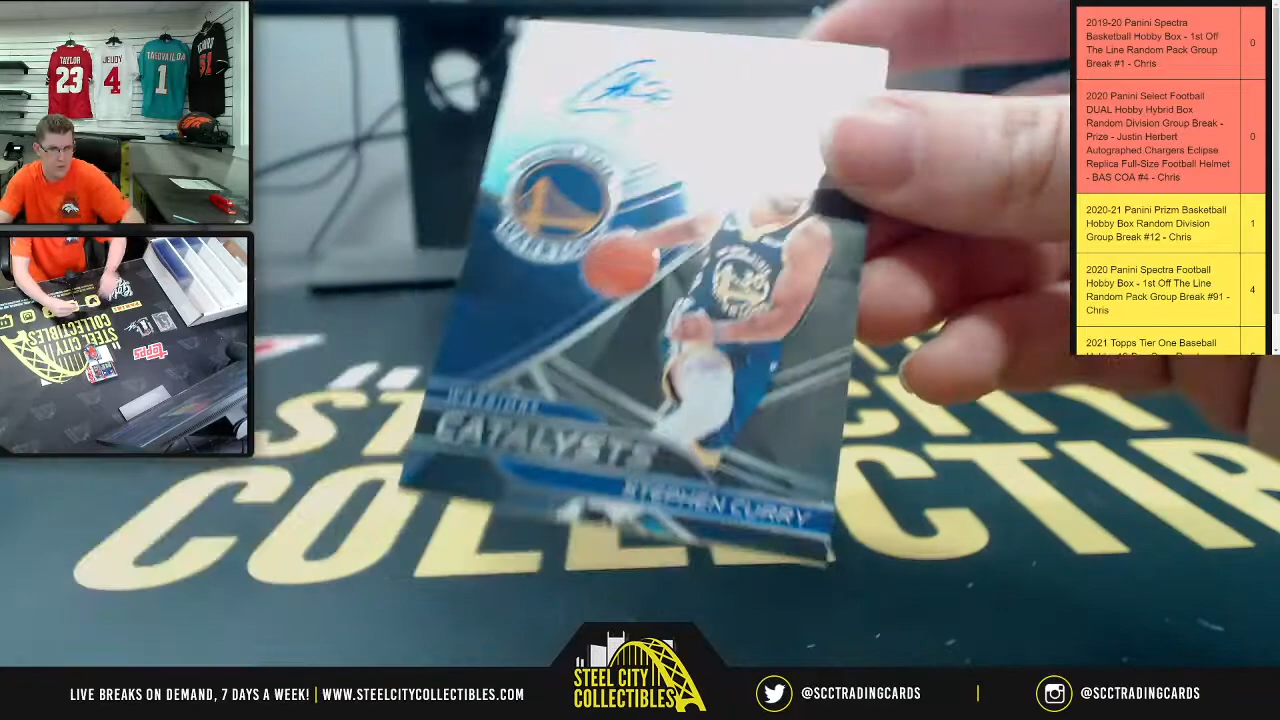 TAYLOR
23
JEUDY
4
TAGOVAILOA
1
STEEL CITY
COLLECTIBLES
Topps
WARRIORS
CATALYSTS
STEPHEN CURRY
CITY
COLLECTIB
2019-20 Panini Spectra
Basketball Hobby Box - 1st Off
The Line Random Pack Group
Break #1 - Chris
0
2020 Panini Select Football
DUAL Hobby Hybrid Box
Random Division Group Break -
Prize - Justin Herbert
Autographed Chargers Eclipse
Replica Full-Size Football Helmet
- BAS COA #4 - Chris
0
2020-21 Panini Prizm Basketball
Hobby Box Random Division
Group Break #12 - Chris
1
2020 Panini Spectra Football
Hobby Box - 1st Off The Line
Random Pack Group Break #91 -
Chris
4
2021 Topps Tier One Baseball
LIVE BREAKS ON DEMAND, 7 DAYS A WEEK! | WWW.STEELCITYCOLLECTIBLES.COM
STEEL CITY
COLLECTIBLES
@SCCTRADINGCARDS
|
@SCCTRADINGCARDS